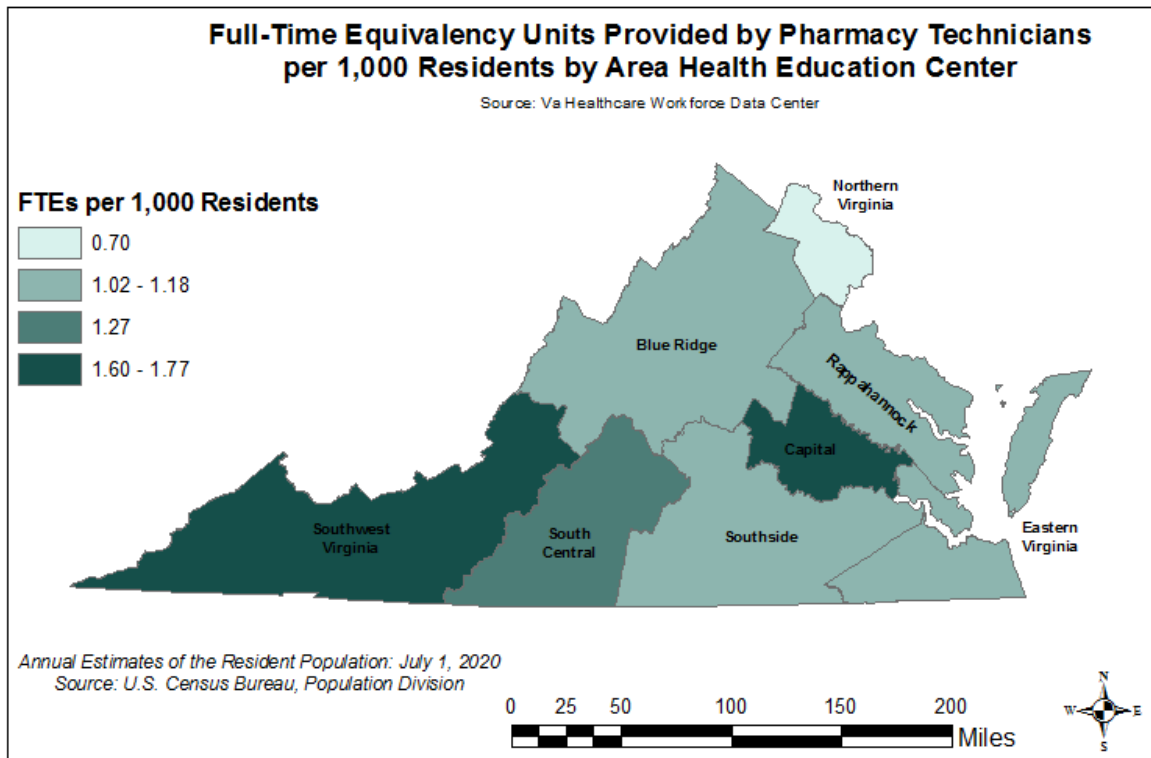 Full-Time Equivalency Units Provided by Pharmacy Technicians
per 1,000 Residents by Area Health Education Center
Source: Va Healthcare Workforce Data Center
FTEs per 1,000 Residents
0.70
1.02 - 1.18
1.27
1.60 - 1.77
Northern
Virginia
Blue Ridge
Rappahannock
Capital
Southwest
Virginia
South
Central
Southside
Eastern
Virginia
Annual Estimates of the Resident Population: July 1, 2020
Source: U.S. Census Bureau, Population Division
0 25 50 100 150 200
Miles
N
W E
S